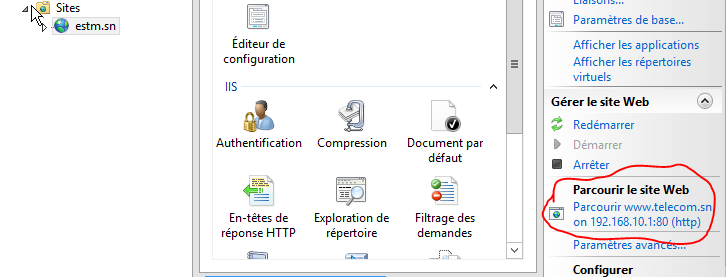 Sites
estm.sn
Éditeur de
configuration
IIS
Authentification
Compression
Document par
défaut
En-têtes de
réponse HTTP
Exploration de
répertoire
Filtrage des
demandes
Paramètres de base...
Afficher les applications
Afficher les répertoires
virtuels
Gérer le site Web
Redémarrer
Démarrer
Arrêter
Parcourir le site Web
Parcourir www.telecom.sn
on 192.168.10.1:80 (http)
Paramètres avancés...
Configurer